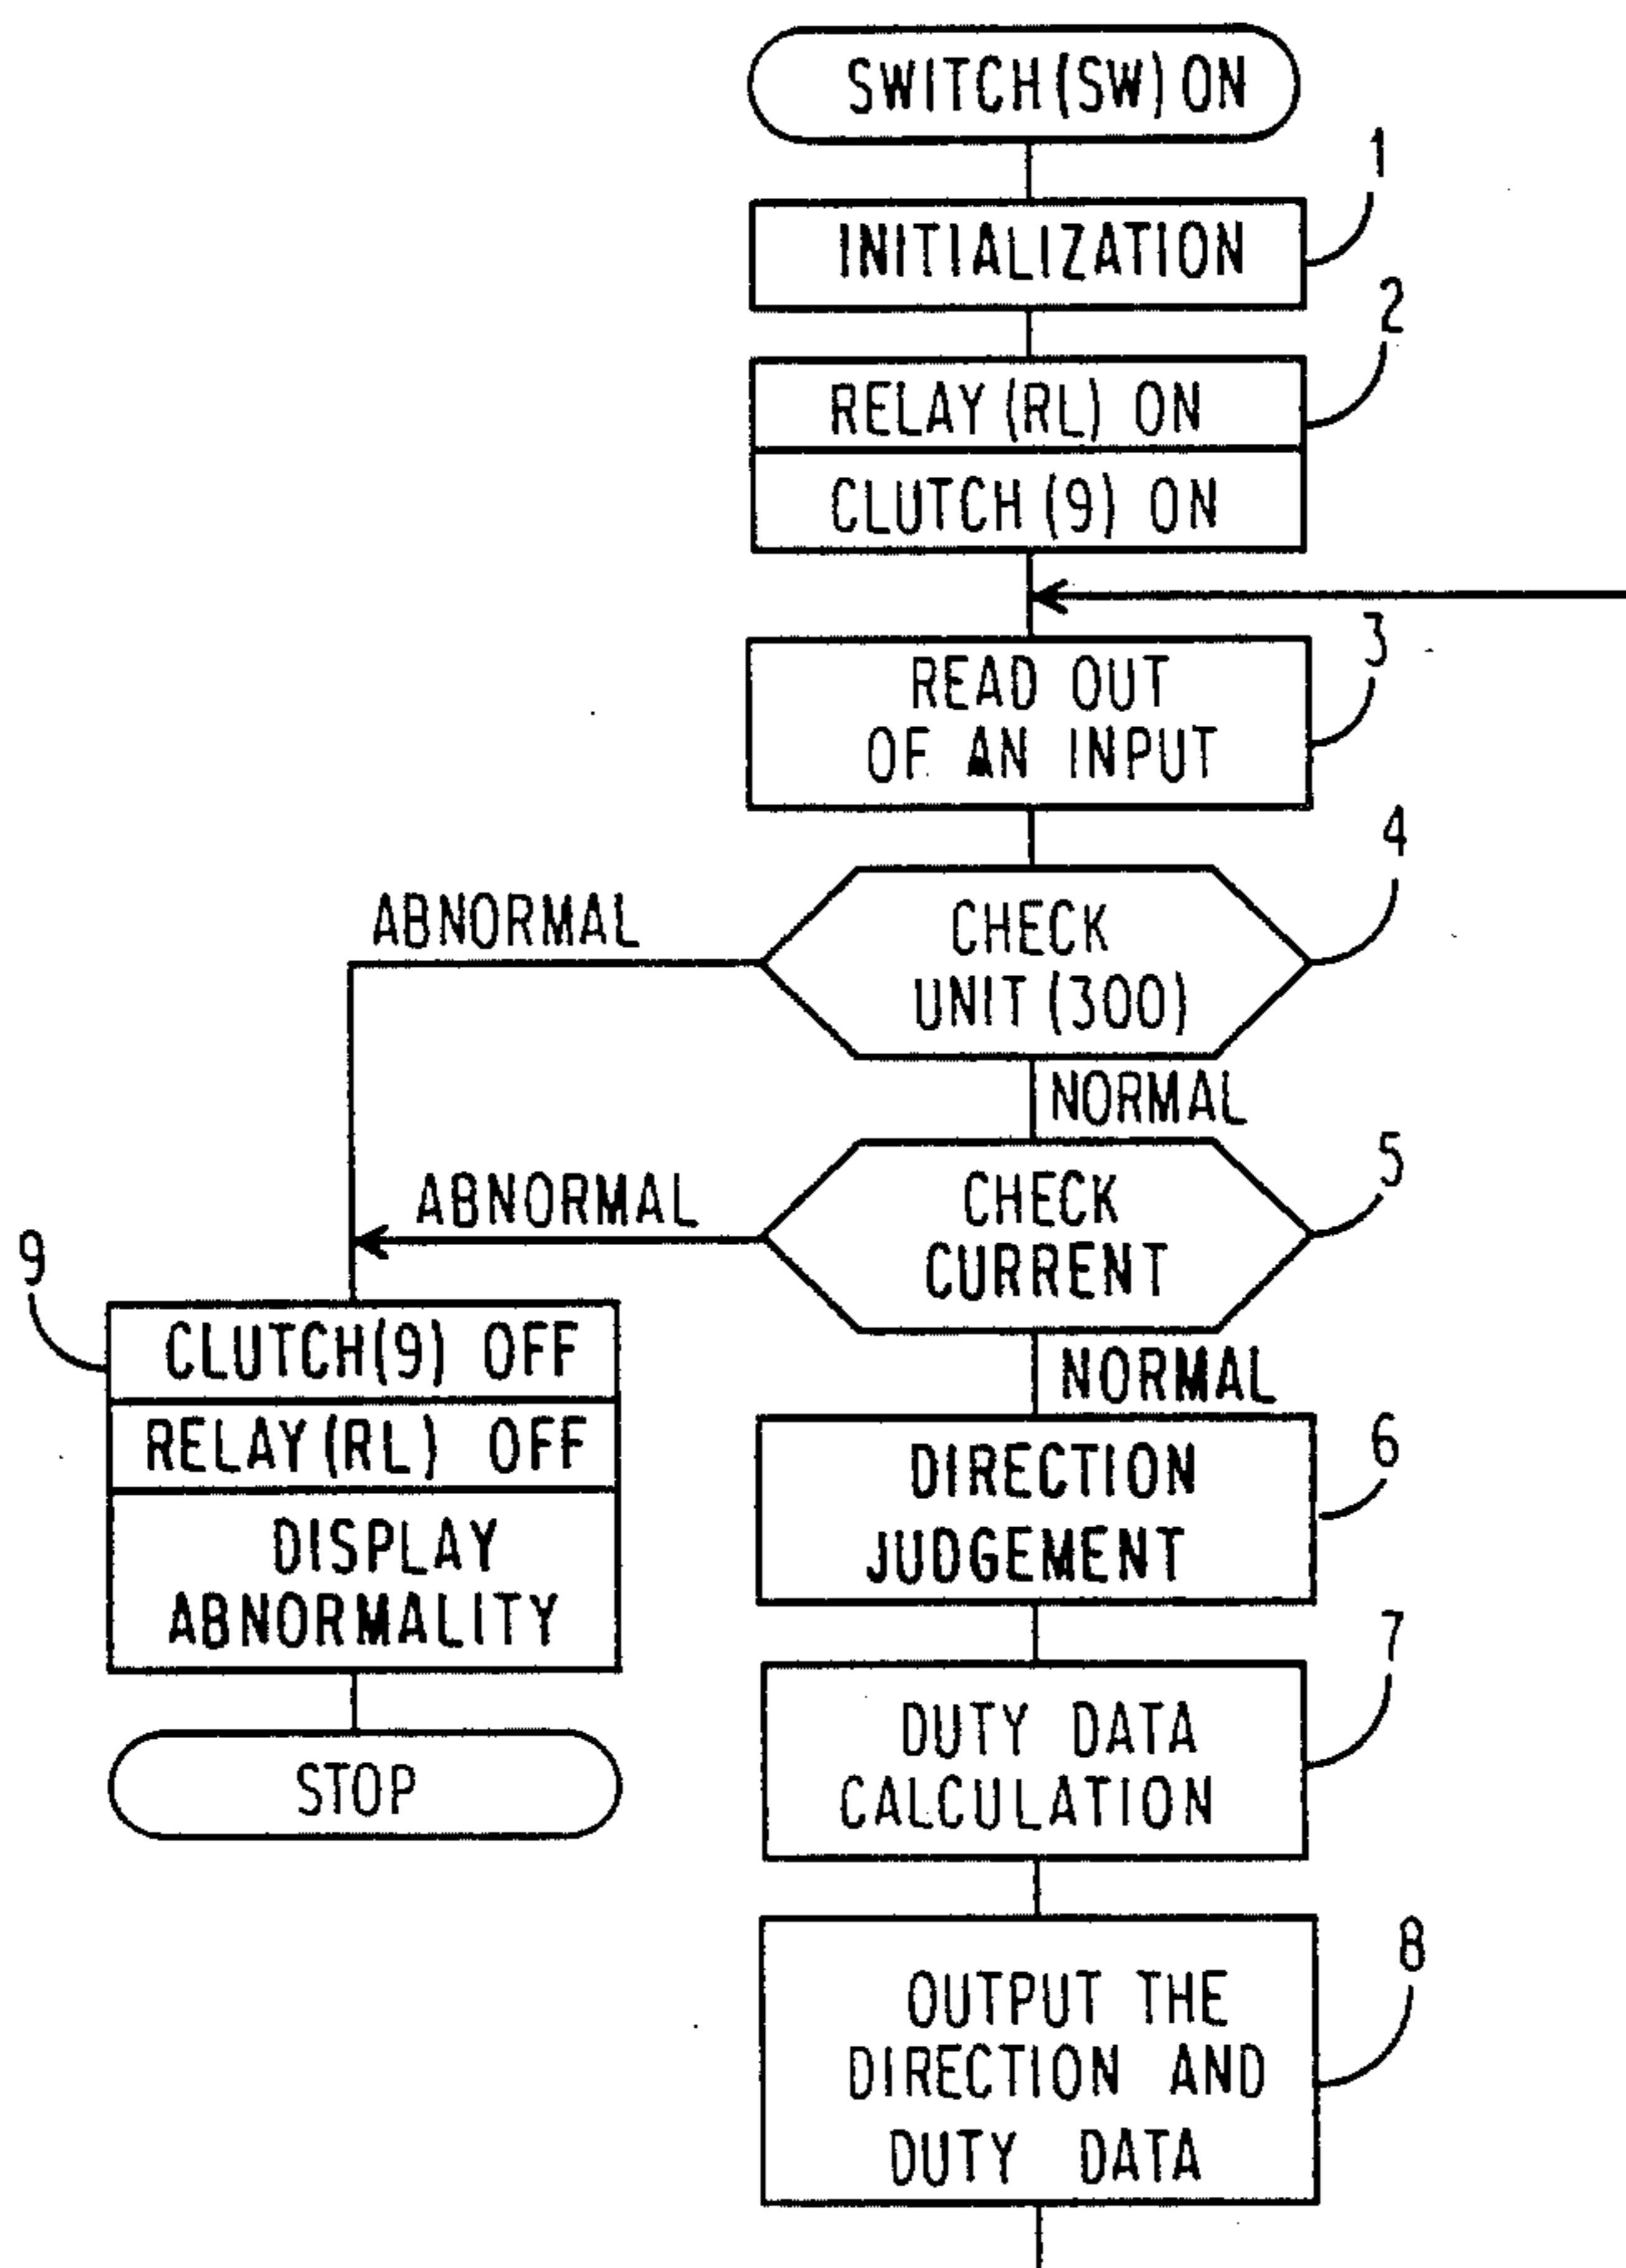 SWITCH(SW) ON
1
INITIALIZATION
2
RELAY(RL) ON
CLUTCH(9) ON
3
READ OUT
OF AN INPUT
4
ABNORMAL
CHECK
UNIT(300)
NORMAL
5
ABNORMAL
CHECK
CURRENT
9
NORMAL
CLUTCH(9) OFF
RELAY(RL) OFF
DISPLAY
ABNORMALITY
STOP
6
DIRECTION
JUDGEMENT
7
DUTY DATA
CALCULATION
8
OUTPUT THE
DIRECTION AND
DUTY DATA